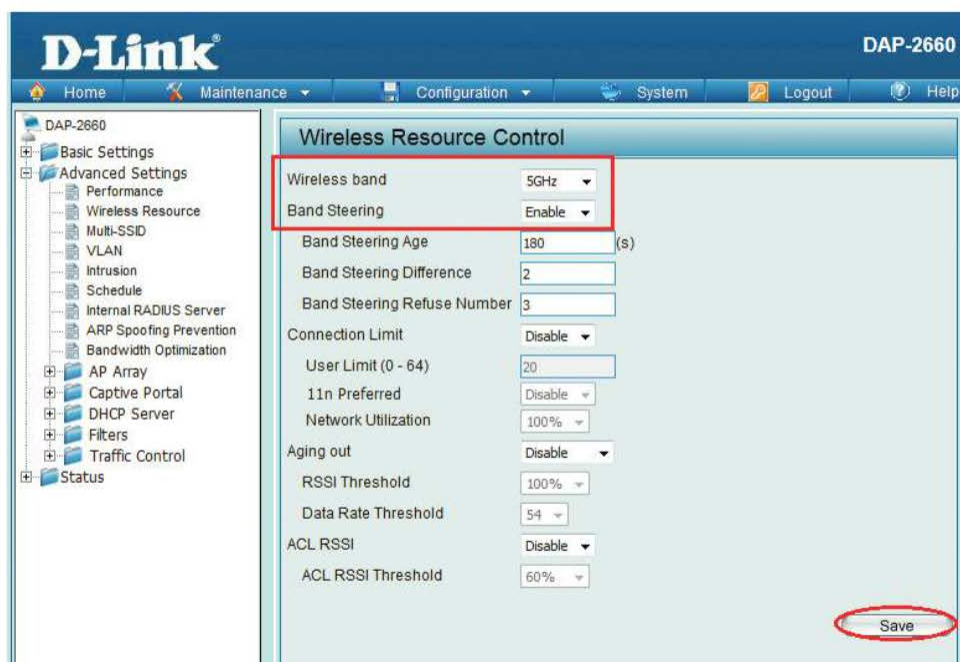 D-Link®
DAP-2660
Home Maintenance Configuration System Logout Help
DAP-2660
Basic Settings
Advanced Settings
Performance
Wireless Resource
Multi-SSID
VLAN
Intrusion
Schedule
Internal RADIUS Server
ARP Spoofing Prevention
Bandwidth Optimization
AP Array
Captive Portal
DHCP Server
Filters
Traffic Control
Status
Wireless Resource Control
Wireless band 5GHz
Band Steering Enable
Band Steering Age 180 (s)
Band Steering Difference 2
Band Steering Refuse Number 3
Connection Limit Disable
User Limit (0 - 64) 20
11n Preferred Disable
Network Utilization 100%
Aging out Disable
RSSI Threshold 100%
Data Rate Threshold 54
ACL RSSI Disable
ACL RSSI Threshold 60%
Save